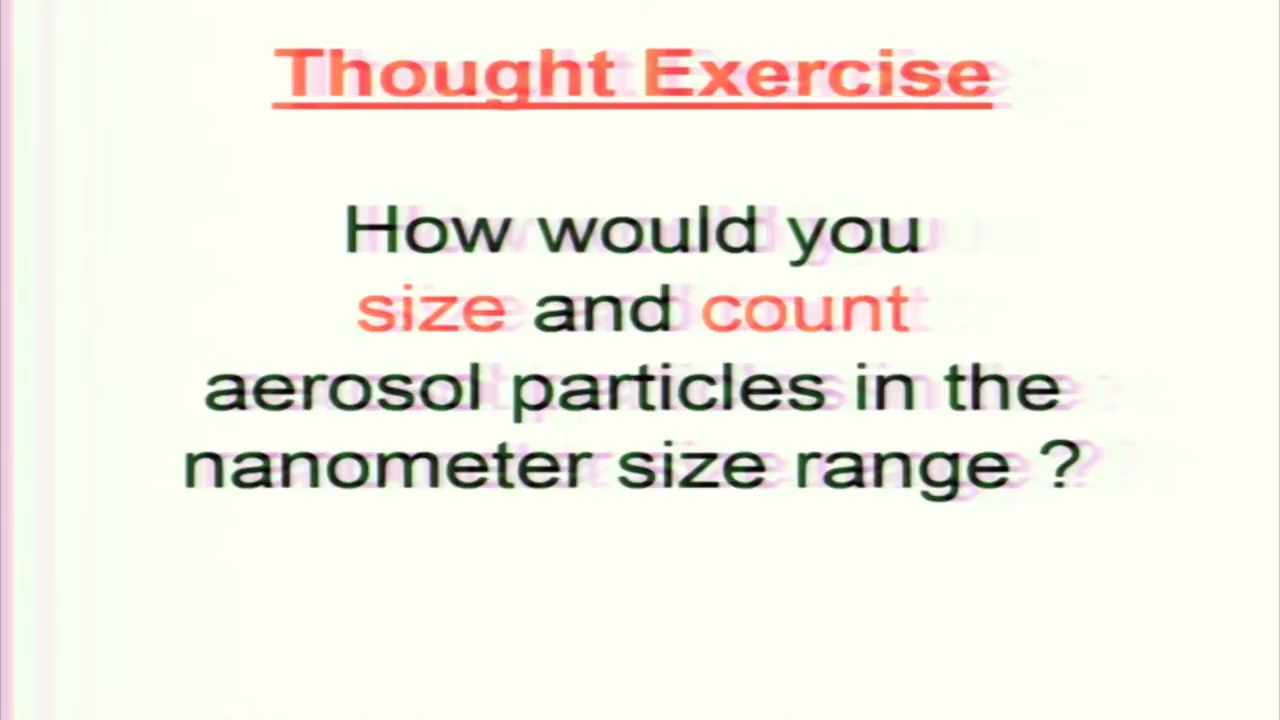 Thought Exercise
How would you
size and count
aerosol particles in the
nanometer size range ?